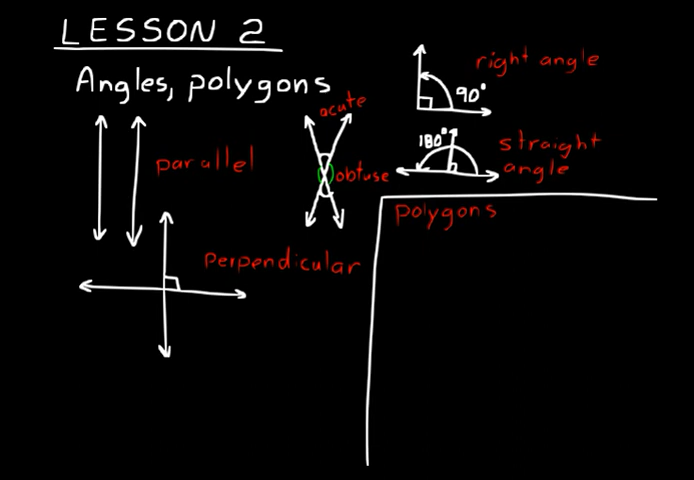 LESSON 2
Angles, polygons
right angle
90°
acute
180°
straight
angle
parallel
obtuse
polygons
perpendicular